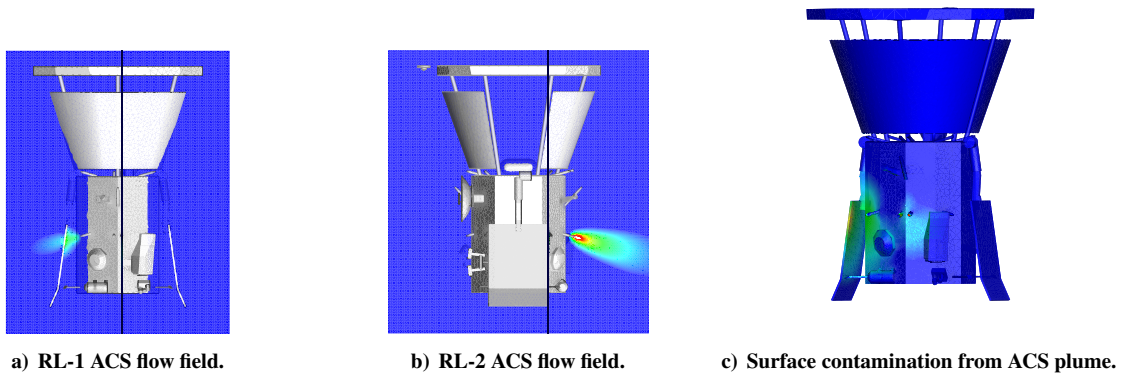 a) RL-1 ACS flow field.
b) RL-2 ACS flow field.
c) Surface contamination from ACS plume.